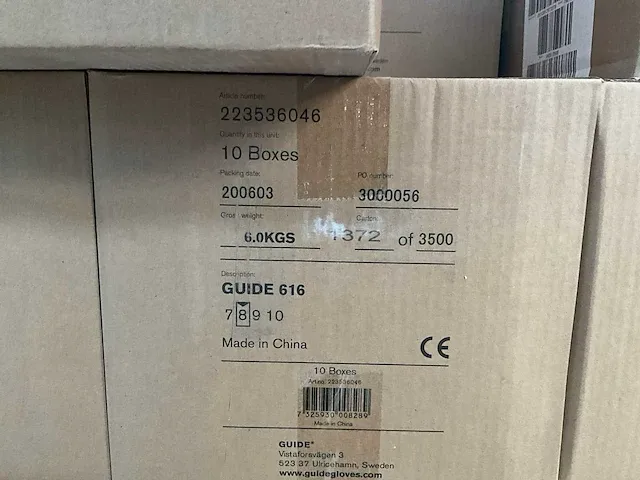 Article number:
223536046
Quantity in this unit:
10 Boxes
Packing date:
PO number:
200603
3000056
Gross weight:
Carton:
6.0KGS
1372 of 3500
Description:
GUIDE 616
7 8 9 10
Made in China
CE
10 Boxes
Art-no: 223536046
7 325930 008289
Made in China
GUIDE®
Vistaforsvägen 3
523 37 Ulricehamn, Sweden
www.guidegloves.com